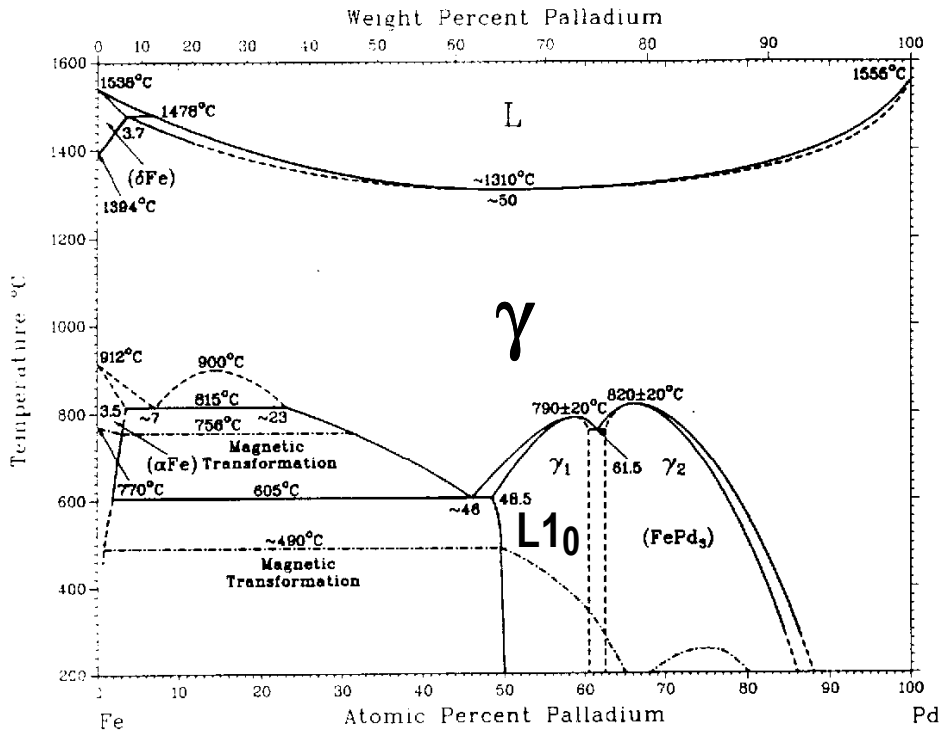 Weight Percent Palladium
0 10 20 30 40 50 60 70 80 90 100
1600
1538°C
1555°C
1478°C
L
3.7
1400
(δFe)
~1310°C
~50
1394°C
1200
Temperature °C
γ
1000
912°C
900°C
820±20°C
790±20°C
815°C
800
3.5
~7
~23
756°C
Magnetic
Transformation
γ₁
61.5
γ₂
(αFe)
770°C
605°C
600
~46
48.5
L1₀
(FePd₃)
~490°C
Magnetic
Transformation
400
200
10 20 30 40 50 60 70 80 90 100
Fe
Atomic Percent Palladium
Pd